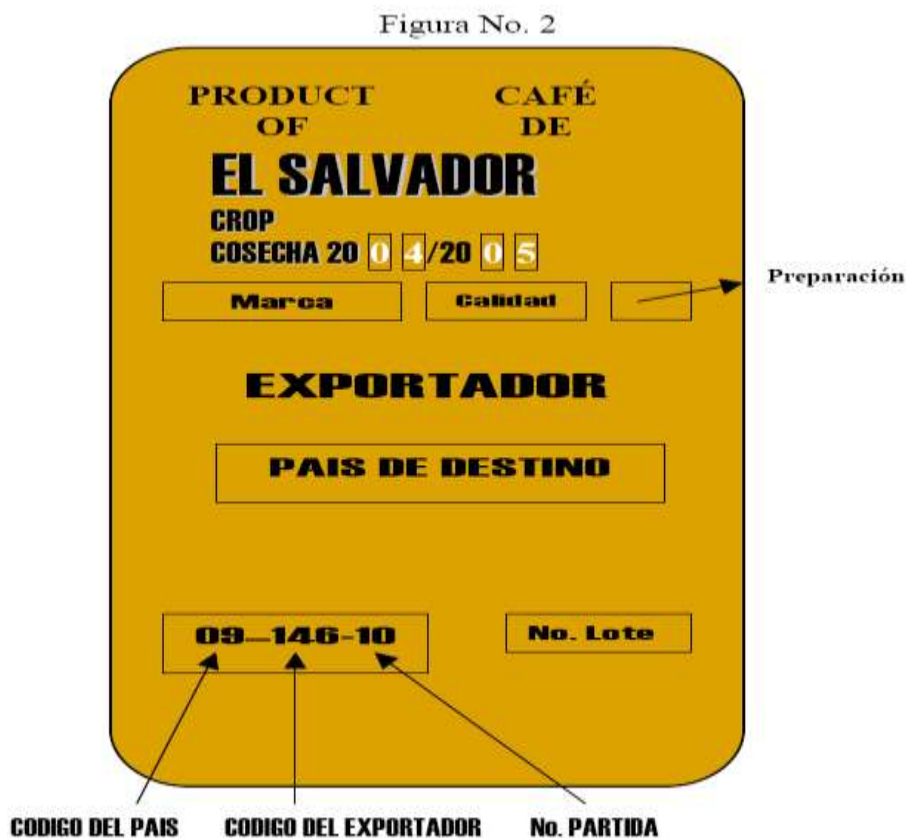 Figura No. 2
PRODUCT CAFÉ
OF DE
EL SALVADOR
CROP
COSECHA 20 0 4/20 0 5
Marca Calidad
Preparación
EXPORTADOR
PAIS DE DESTINO
09–146-10 No. Lote
CODIGO DEL PAIS CODIGO DEL EXPORTADOR No. PARTIDA